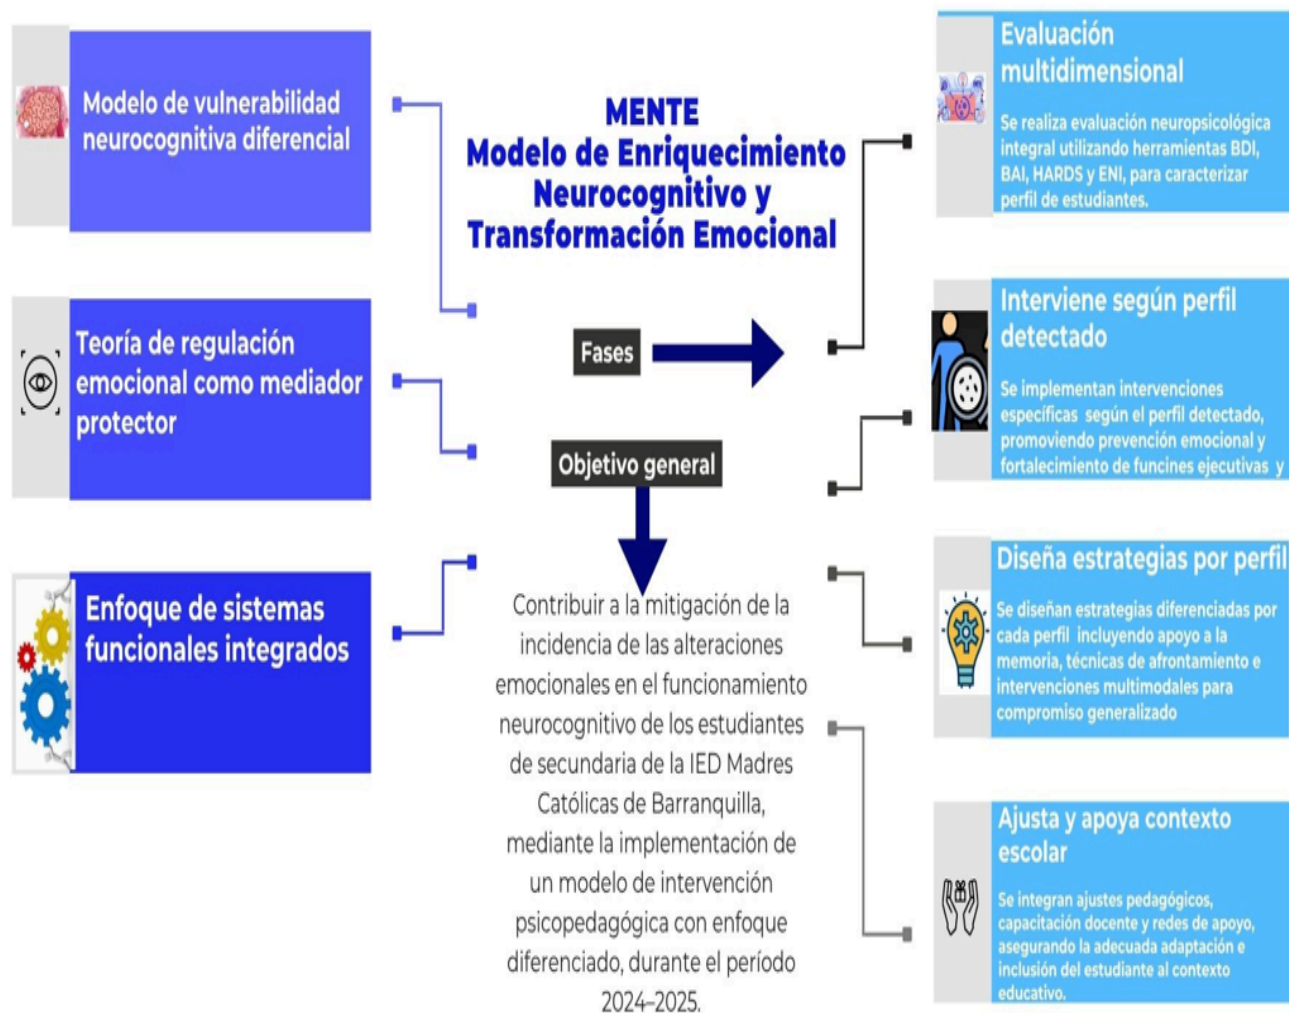 Modelo de vulnerabilidad
neurocognitiva diferencial
Teoría de regulación
emocional como mediador
protector
Enfoque de sistemas
funcionales integrados
MENTE
Modelo de Enriquecimiento
Neurocognitivo y
Transformación Emocional
Fases
Objetivo general
Contribuir a la mitigación de la
incidencia de las alteraciones
emocionales en el funcionamiento
neurocognitivo de los estudiantes
de secundaria de la IED Madres
Católicas de Barranquilla,
mediante la implementación de
un modelo de intervención
psicopedagógica con enfoque
diferenciado, durante el período
2024–2025.
Evaluación
multidimensional
Se realiza evaluación neuropsicológica
integral utilizando herramientas BDI,
BAI, HARDS y ENI, para caracterizar
perfil de estudiantes.
Interviene según perfil
detectado
Se implementan intervenciones
específicas según el perfil detectado,
promoviendo prevención emocional y
fortalecimiento de funcines ejecutivas y
Diseña estrategias por perfil
Se diseñan estrategias diferenciadas por
cada perfil incluyendo apoyo a la
memoria, técnicas de afrontamiento e
intervenciones multimodales para
compromiso generalizado
Ajusta y apoya contexto
escolar
Se integran ajustes pedagógicos,
capacitación docente y redes de apoyo,
asegurando la adecuada adaptación e
inclusión del estudiante al contexto
educativo.